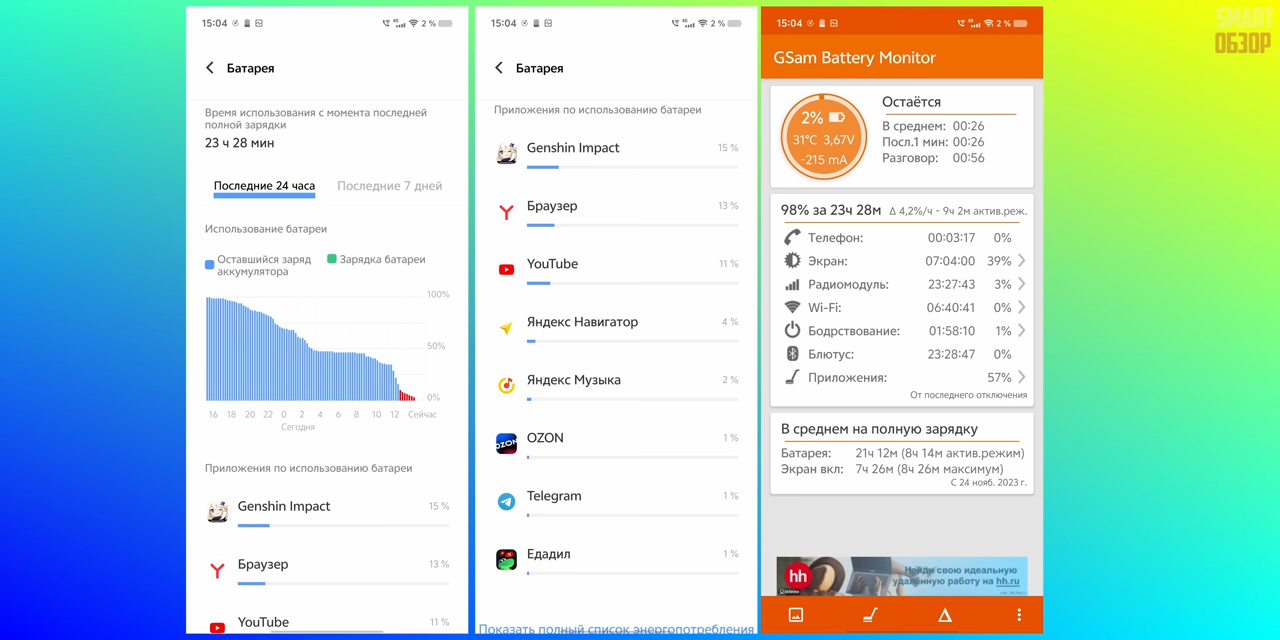 SMART
ОБЗОР
15:04
4G
2 %
Батарея
Время использования с момента последней
полной зарядки
23 ч 28 мин
Последние 24 часа
Последние 7 дней
Использование батареи
Оставшийся заряд
аккумулятора
Зарядка батареи
100%
50%
0%
16 18 20 22 0 2 4 6 8 10 12 Сейчас
Сегодня
Приложения по использованию батареи
Genshin Impact 15 %
Браузер 13 %
YouTube 11 %
15:04
4G
2 %
Батарея
Приложения по использованию батареи
Genshin Impact 15 %
Браузер 13 %
YouTube 11 %
Яндекс Навигатор 4 %
Яндекс Музыка 2 %
OZON
OZON 1 %
Telegram 1 %
Едадил 1 %
Показать полный список энергопотребления
15:04
4G
2 %
GSam Battery Monitor
2%
31°C 3,67V
-215 mA
Остаётся
В среднем: 00:26
Посл.1 мин: 00:26
Разговор: 00:56
98% за 23ч 28м Δ 4,2%/ч - 9ч 2м актив.реж.
Телефон: 00:03:17 0%
Экран: 07:04:00 39%
Радиомодуль: 23:27:43 3%
Wi-Fi: 06:40:41 0%
Бодрствование: 01:58:10 1%
Блютус: 23:28:47 0%
Приложения: 57%
От последнего отключения
В среднем на полную зарядку
Батарея: 21ч 12м (8ч 14м актив.режим)
Экран вкл: 7ч 26м (8ч 26м максимум)
С 24 нояб. 2023 г.
hh
Найди свою идеальную
удалённую работу на hh.ru